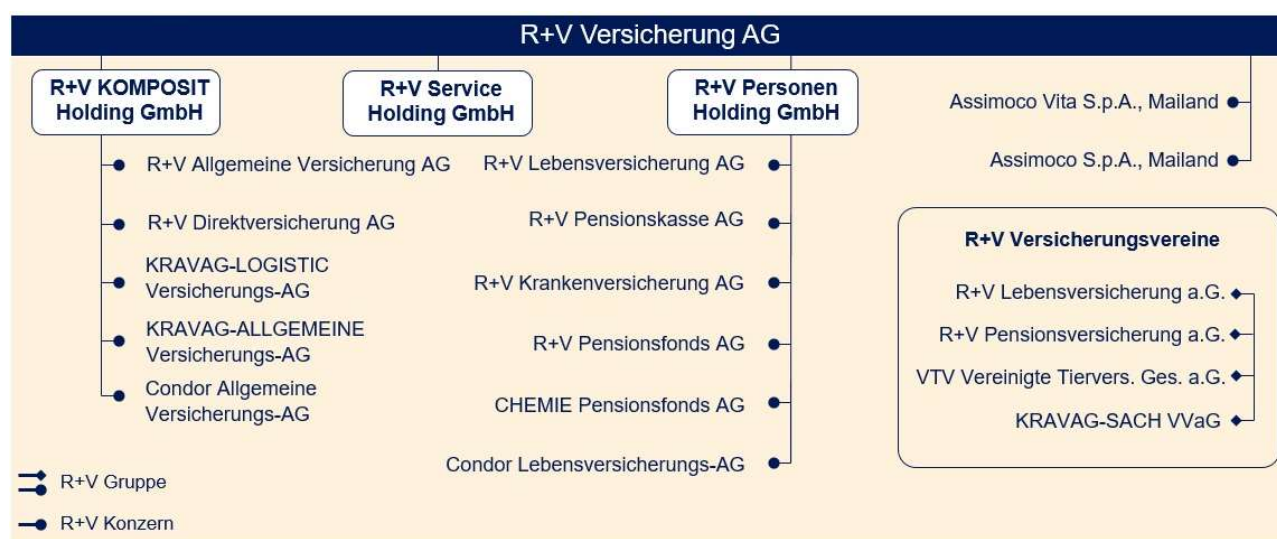 R+V Versicherung AG
R+V KOMPOSIT
Holding GmbH
R+V Allgemeine Versicherung AG
R+V Direktversicherung AG
KRAVAG-LOGISTIC
Versicherungs-AG
KRAVAG-ALLGEMEINE
Versicherungs-AG
Condor Allgemeine
Versicherungs-AG
R+V Service
Holding GmbH
R+V Personen
Holding GmbH
R+V Lebensversicherung AG
R+V Pensionskasse AG
R+V Krankenversicherung AG
R+V Pensionsfonds AG
CHEMIE Pensionsfonds AG
Condor Lebensversicherungs-AG
Assimoco Vita S.p.A., Mailand
Assimoco S.p.A., Mailand
R+V Versicherungsvereine
R+V Lebensversicherung a.G.
R+V Pensionsversicherung a.G.
VTV Vereinigte Tiervers. Ges. a.G.
KRAVAG-SACH VVaG
R+V Gruppe
R+V Konzern